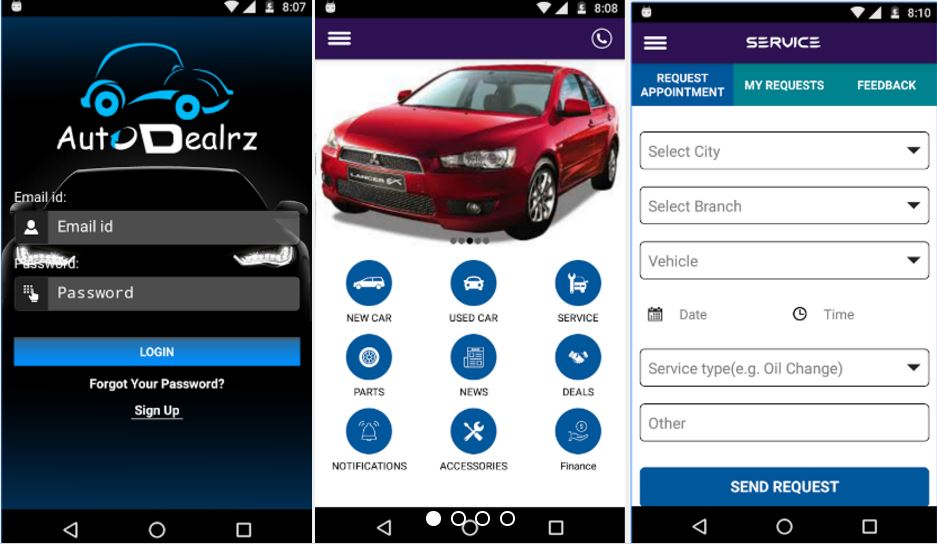 8:07
AutoDealrz
Email id:
Email id
Password:
Password
LOGIN
Forgot Your Password?
Sign Up
8:08
LANCER EX
NEW CAR
USED CAR
SERVICE
PARTS
NEWS
DEALS
NOTIFICATIONS
ACCESSORIES
Finance
8:10
SERVICE
REQUEST
APPOINTMENT
MY REQUESTS
FEEDBACK
Select City
Select Branch
Vehicle
Date
Time
Service type(e.g. Oil Change)
Other
SEND REQUEST